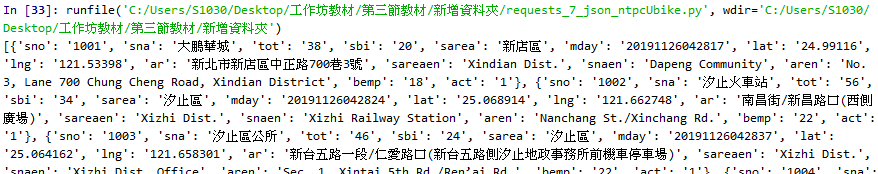 In [33]: runfile('C:/Users/S1030/Desktop/工作坊教材/第三節教材/新增資料夾/requests_7_json_ntpcUbike.py', wdir='C:/Users/S1030/
Desktop/工作坊教材/第三節教材/新增資料夾')
[{'sno': '1001', 'sna': '大鵬華城', 'tot': '38', 'sbi': '20', 'sarea': '新店區', 'mday': '20191126042817', 'lat': '24.99116',
'lng': '121.53398', 'ar': '新北市新店區中正路700巷3號', 'sareaen': 'Xindian Dist.', 'snaen': 'Dapeng Community', 'aren': 'No.
3, Lane 700 Chung Cheng Road, Xindian District', 'bemp': '18', 'act': '1'}, {'sno': '1002', 'sna': '汐止火車站', 'tot': '56',
'sbi': '34', 'sarea': '汐止區', 'mday': '20191126042824', 'lat': '25.068914', 'lng': '121.662748', 'ar': '南昌街/新昌路口(西側
廣場)', 'sareaen': 'Xizhi Dist.', 'snaen': 'Xizhi Railway Station', 'aren': 'Nanchang St./Xinchang Rd.', 'bemp': '22', 'act':
'1'}, {'sno': '1003', 'sna': '汐止區公所', 'tot': '46', 'sbi': '24', 'sarea': '汐止區', 'mday': '20191126042837', 'lat':
'25.064162', 'lng': '121.658301', 'ar': '新台五路一段/仁愛路口(新台五路側汐止地政事務所前機車停車場)', 'sareaen': 'Xizhi Dist.',
'snaen': 'Xizhi Dist. Office', 'aren': 'Sec. 1, Xintai 5th Rd./Ren'ai Rd.', 'bemp': '22', 'act': '1'}, {'sno': '1004', 'sna':